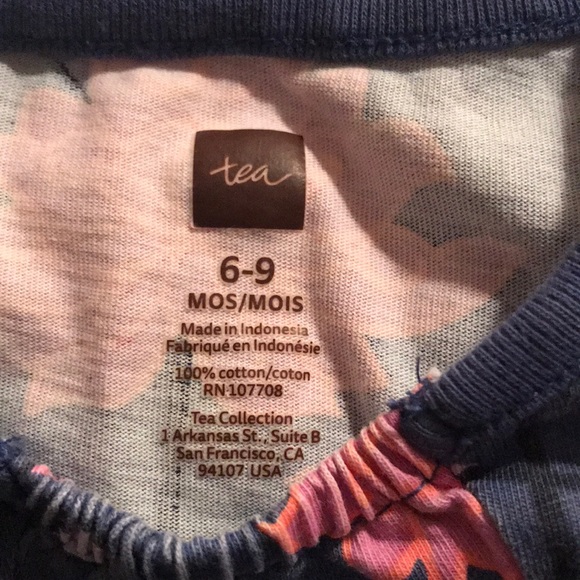 tea
6-9
MOS/MOIS
Made in Indonesia
Fabriqué en Indonésie
100% cotton/coton
RN 107708
Tea Collection
1 Arkansas St., Suite B
San Francisco, CA
94107 USA